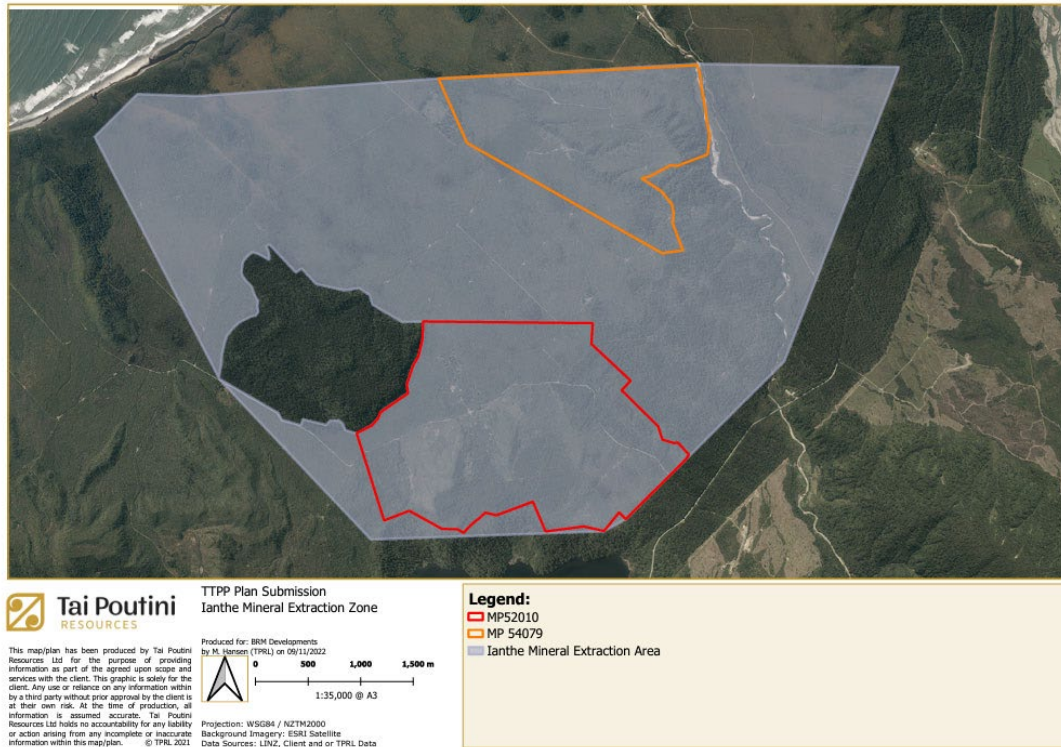 Tai Poutini
RESOURCES
This map/plan has been produced by Tai Poutini
Resources Ltd for the purpose of providing
information as part of the agreed upon scope and
services with the client. This graphic is solely for the
client. Any use or reliance on any information within
by a third party without prior approval by the client is
at their own risk. At the time of production, all
information is assumed accurate. Tai Poutini
Resources Ltd holds no accountability for any liability
or action arising from any incomplete or inaccurate
information within this map/plan. © TPRL 2021
TTPP Plan Submission
Ianthe Mineral Extraction Zone
Produced for: BRM Developments
by M. Hansen (TPRL) on 09/11/2022
0 500 1,000 1,500 m
1:35,000 @ A3
Projection: WSG84 / NZTM2000
Background Imagery: ESRI Satellite
Data Sources: LINZ, Client and or TPRL Data
Legend:
MP52010
MP 54079
Ianthe Mineral Extraction Area